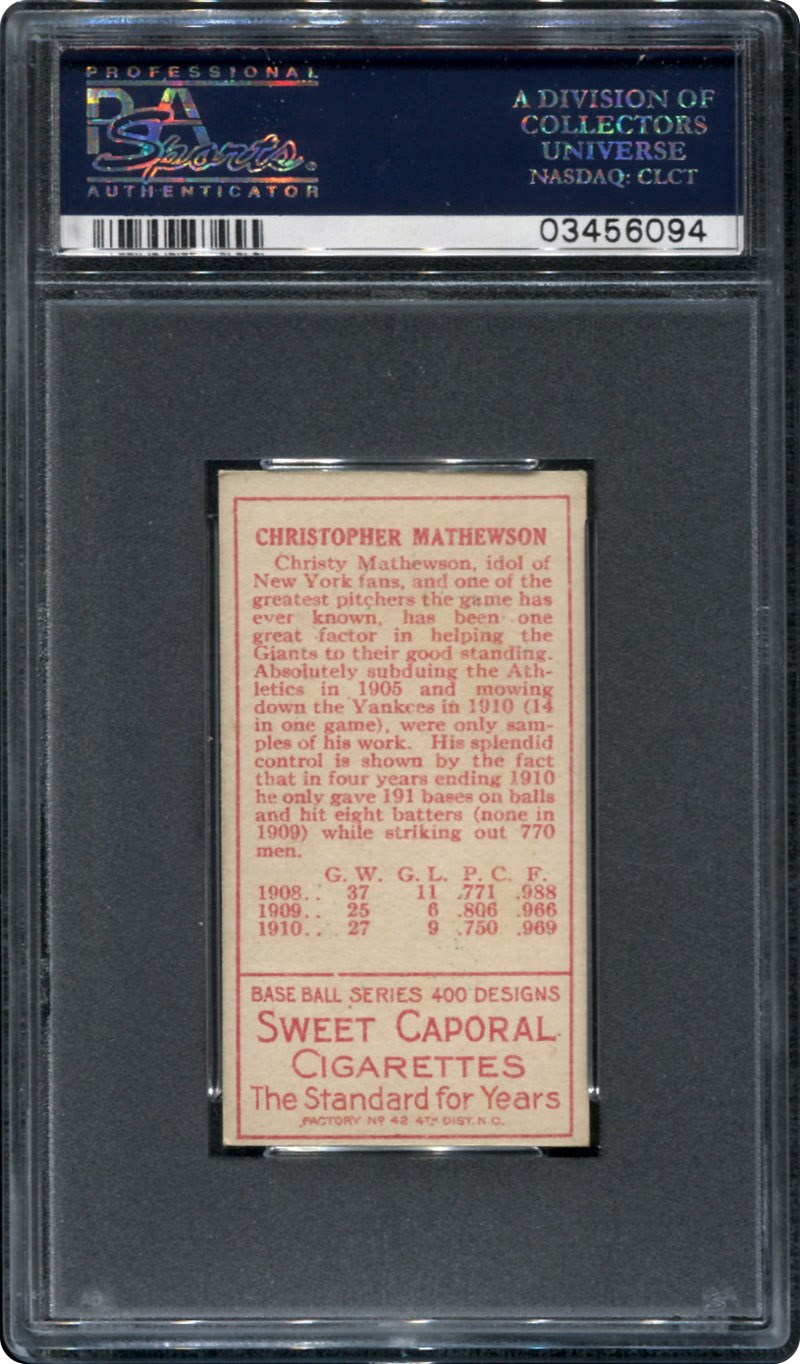 PROFESSIONAL
PSA
Sports.
AUTHENTICATOR
A DIVISION OF
COLLECTORS
UNIVERSE
NASDAQ: CLCT
03456094
CHRISTOPHER MATHEWSON
Christy Mathewson, idol of
New York fans, and one of the
greatest pitchers the game has
ever known, has been one
great factor in helping the
Giants to their good standing.
Absolutely subduing the Ath-
letics in 1905 and mowing
down the Yankees in 1910 (14
in one game), were only sam-
ples of his work. His splendid
control is shown by the fact
that in four years ending 1910
he only gave 191 bases on balls
and hit eight batters (none in
1909) while striking out 770
men.
G. W. G. L. P. C. F.
1908.. 37 11 .771 .988
1909.. 25 6 .806 .966
1910.. 27 9 .750 .969
BASE BALL SERIES 400 DESIGNS
SWEET CAPORAL
CIGARETTES
The Standard for Years
FACTORY Nº 42 4TH DIST. N.C.